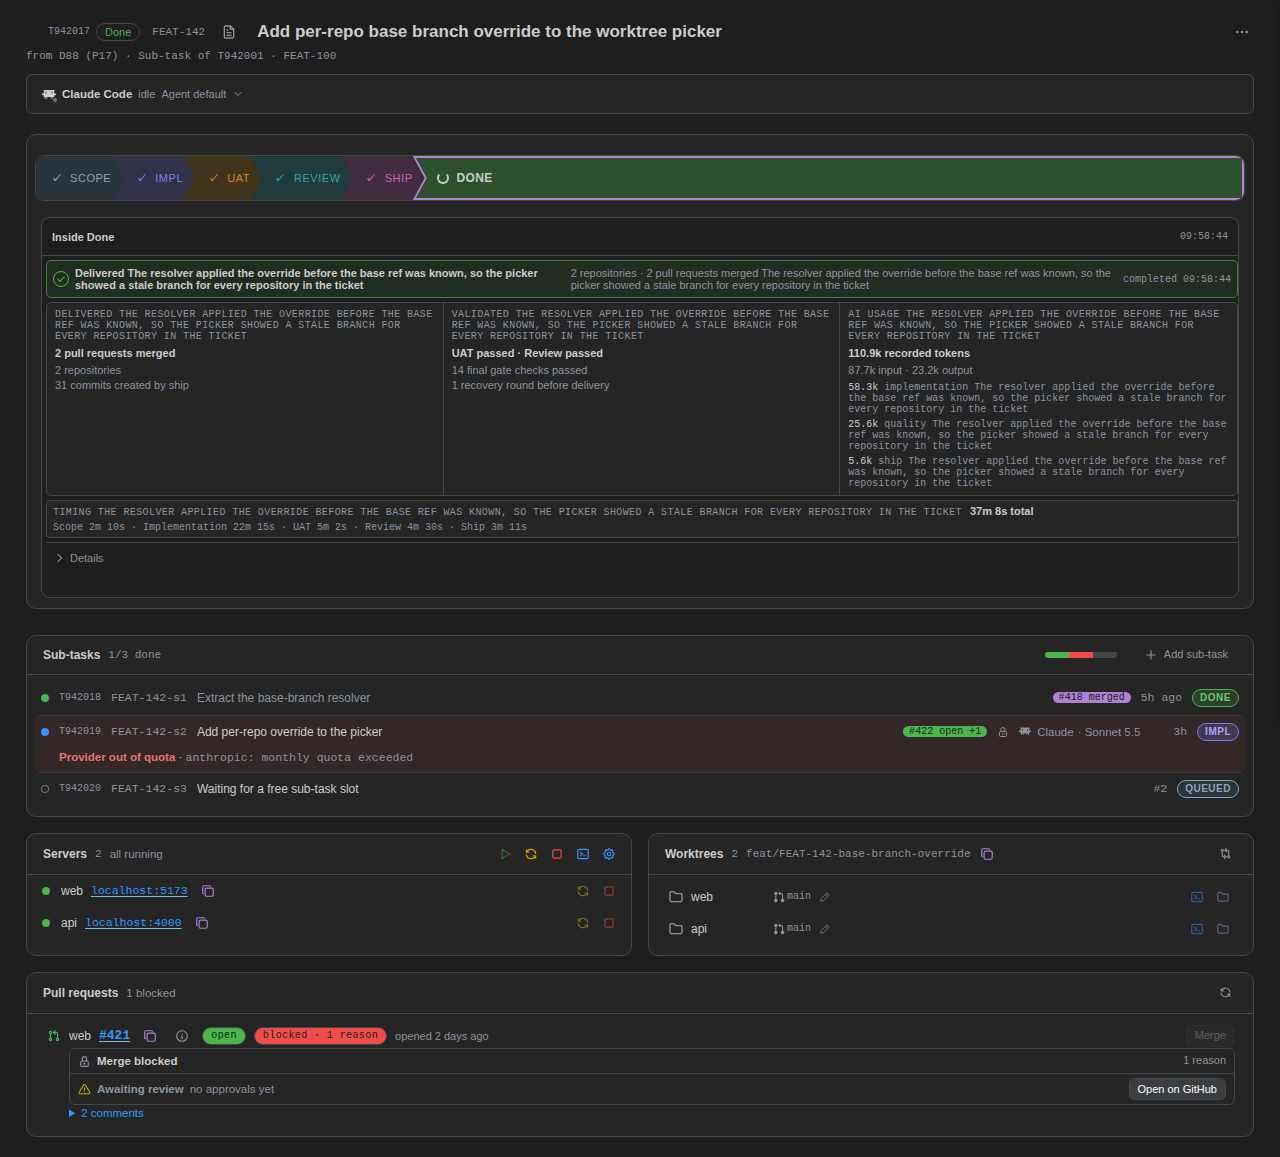 T942017 Done FEAT-142 Add per-repo base branch override to the worktree picker
from D88 (P17) · Sub-task of T942001 · FEAT-100
Claude Code idle Agent default
SCOPE IMPL UAT REVIEW SHIP DONE
Inside Done 09:58:44
Delivered The resolver applied the override before the base ref was known, so the picker
showed a stale branch for every repository in the ticket
2 repositories · 2 pull requests merged The resolver applied the override before the base ref was known, so the
picker showed a stale branch for every repository in the ticket
completed 09:58:44
DELIVERED THE RESOLVER APPLIED THE OVERRIDE BEFORE THE BASE
REF WAS KNOWN, SO THE PICKER SHOWED A STALE BRANCH FOR
EVERY REPOSITORY IN THE TICKET
2 pull requests merged
2 repositories
31 commits created by ship
VALIDATED THE RESOLVER APPLIED THE OVERRIDE BEFORE THE BASE
REF WAS KNOWN, SO THE PICKER SHOWED A STALE BRANCH FOR
EVERY REPOSITORY IN THE TICKET
UAT passed · Review passed
14 final gate checks passed
1 recovery round before delivery
AI USAGE THE RESOLVER APPLIED THE OVERRIDE BEFORE THE BASE
REF WAS KNOWN, SO THE PICKER SHOWED A STALE BRANCH FOR
EVERY REPOSITORY IN THE TICKET
110.9k recorded tokens
87.7k input · 23.2k output
58.3k implementation The resolver applied the override before
the base ref was known, so the picker showed a stale branch for
every repository in the ticket
25.6k quality The resolver applied the override before the base
ref was known, so the picker showed a stale branch for every
repository in the ticket
5.6k ship The resolver applied the override before the base ref
was known, so the picker showed a stale branch for every
repository in the ticket
TIMING THE RESOLVER APPLIED THE OVERRIDE BEFORE THE BASE REF WAS KNOWN, SO THE PICKER SHOWED A STALE BRANCH FOR EVERY REPOSITORY IN THE TICKET 37m 8s total
Scope 2m 10s · Implementation 22m 15s · UAT 5m 2s · Review 4m 30s · Ship 3m 11s
Details
Sub-tasks 1/3 done Add sub-task
T942018 FEAT-142-s1 Extract the base-branch resolver #418 merged 5h ago DONE
T942019 FEAT-142-s2 Add per-repo override to the picker #422 open +1 Claude · Sonnet 5.5 3h IMPL
Provider out of quota · anthropic: monthly quota exceeded
T942020 FEAT-142-s3 Waiting for a free sub-task slot #2 QUEUED
Servers 2 all running
web localhost:5173
api localhost:4000
Worktrees 2 feat/FEAT-142-base-branch-override
web main
api main
Pull requests 1 blocked
web #421 open blocked · 1 reason opened 2 days ago Merge
Merge blocked 1 reason
Awaiting review no approvals yet Open on GitHub
2 comments